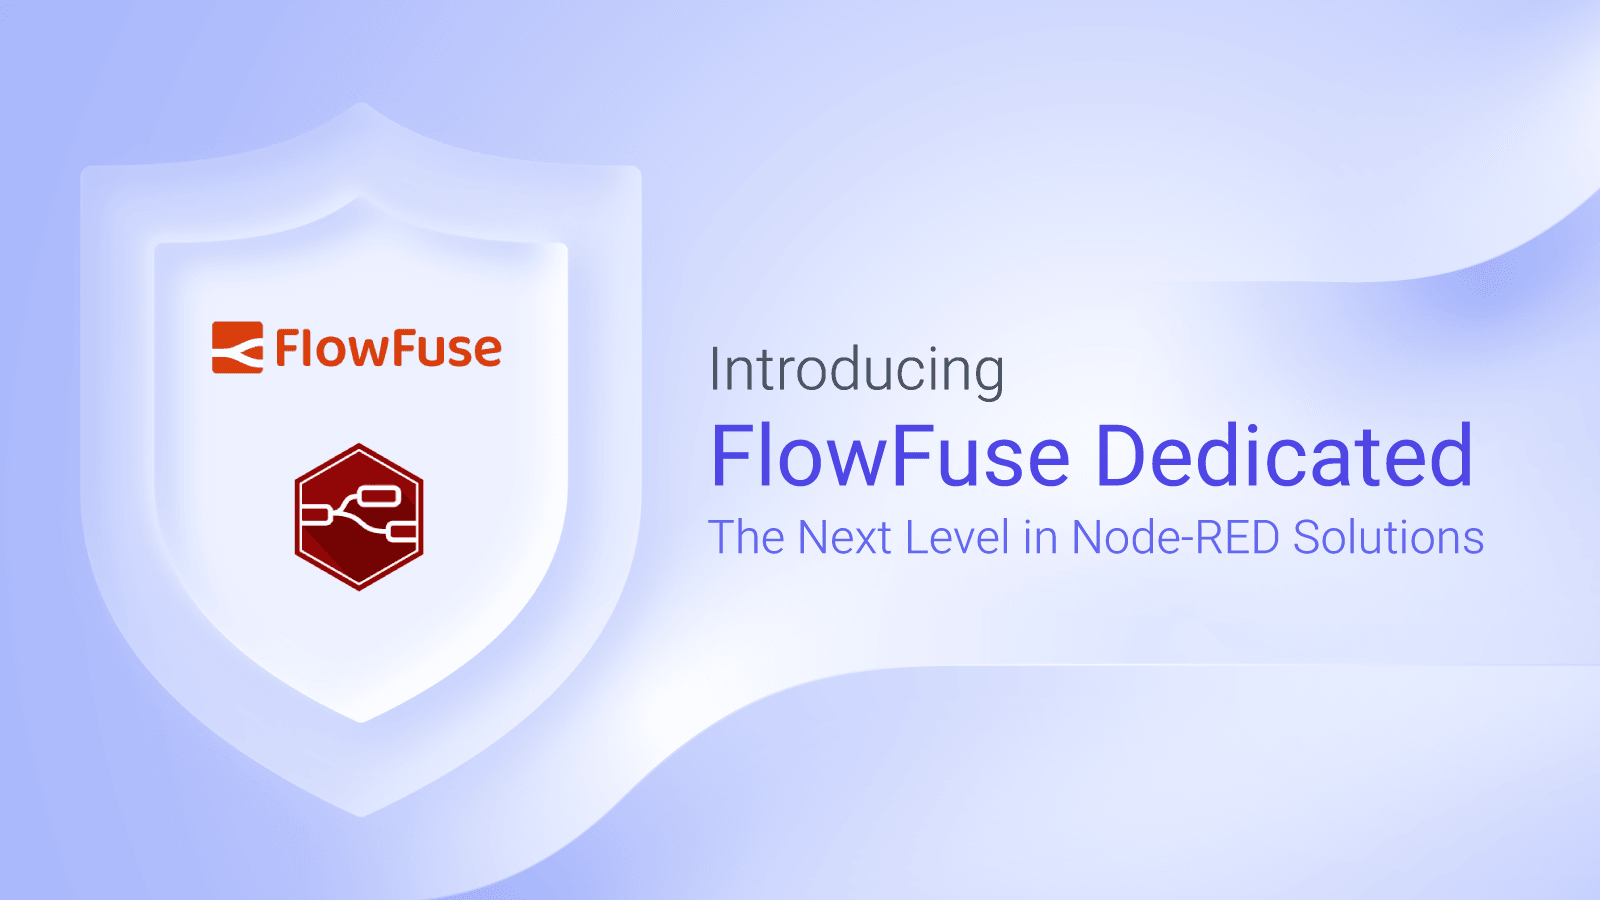 FlowFuse
Introducing
FlowFuse Dedicated
The Next Level in Node-RED Solutions